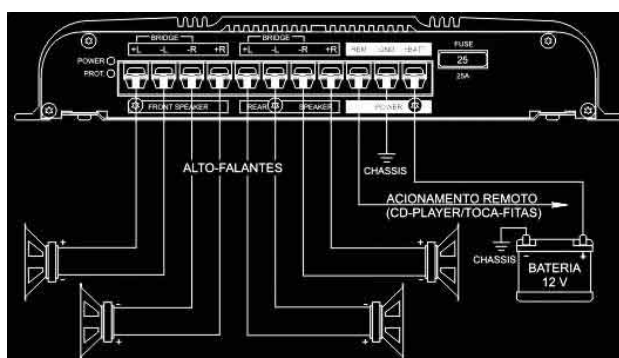 BRIDGE BRIDGE
+L -L -R +R +L -L -R +R REM GND +BATT
FUSE
25
25A
POWER
PROT.
FRONT SPEAKER REAR SPEAKER POWER
ALTO-FALANTES
CHASSIS
ACIONAMENTO REMOTO
(CD-PLAYER/TOCA-FITAS)
CHASSIS
- +
BATERIA
12 V
+ - + -
- + - +